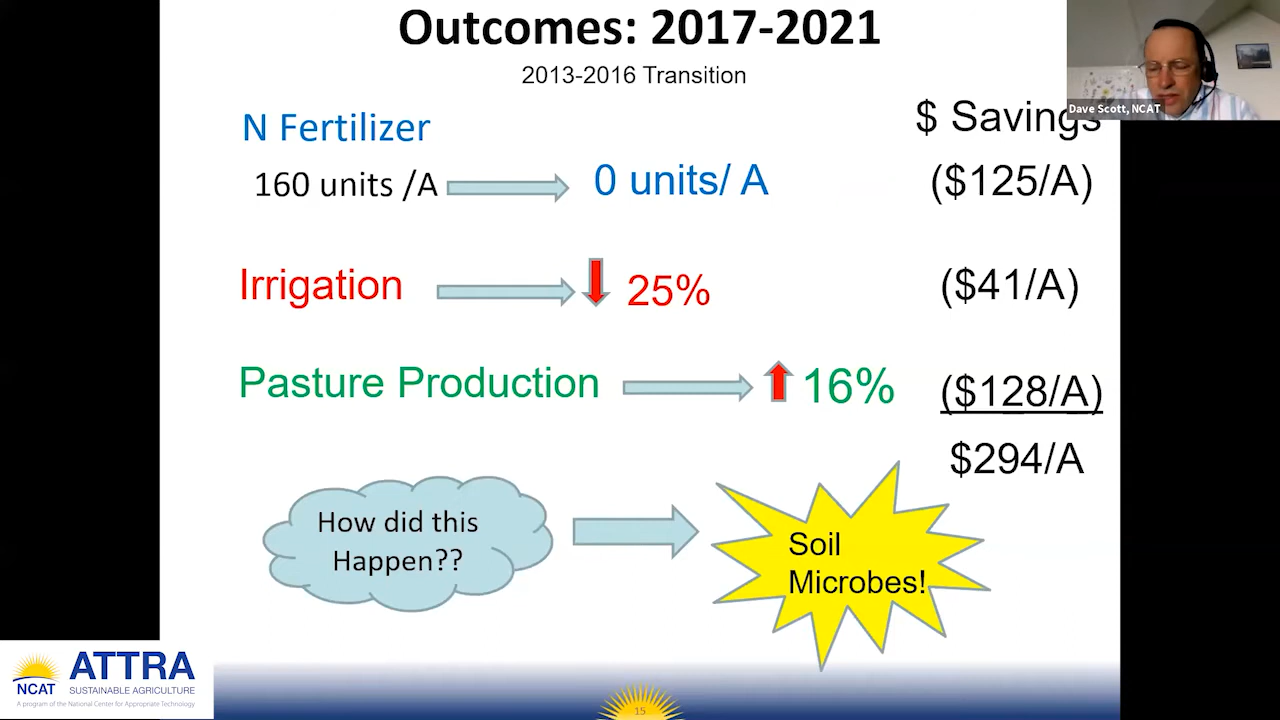 Outcomes: 2017-2021
2013-2016 Transition
Dave Scott, NCAT
$ Savings
N Fertilizer
160 units /A
0 units/ A
($125/A)
Irrigation
25%
($41/A)
Pasture Production
16%
($128/A)
$294/A
How did this
Happen??
Soil
Microbes!
NCAT
ATTRA
SUSTAINABLE AGRICULTURE
A program of the National Center for Appropriate Technology
15